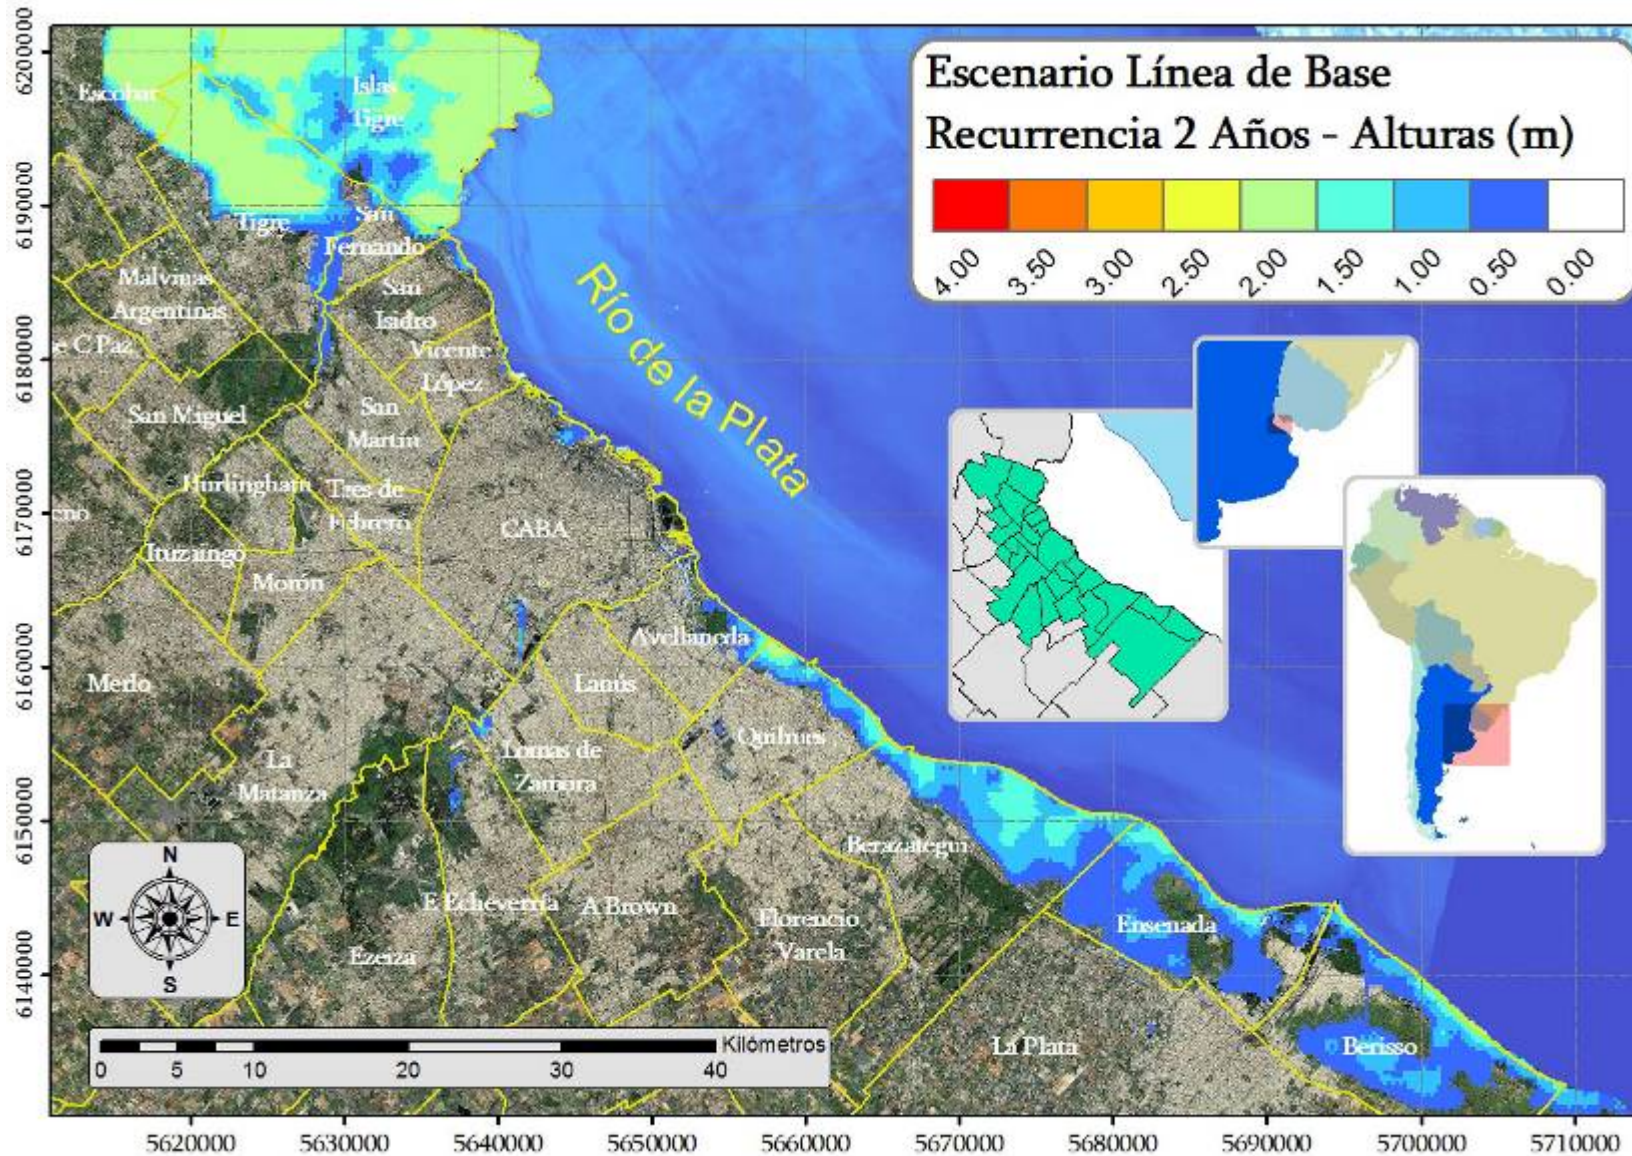 Escenario Línea de Base
Recurrencia 2 Años - Alturas (m)
4.00 3.50 3.00 2.50 2.00 1.50 1.00 0.50 0.00
Río de la Plata
Escobar
Islas
Tigre
Tigre
San
Fernando
Malvinas
Argentinas
San
Isidro
e C Paz
Vicente
López
San Miguel
San
Martín
Hurlingham
Tres de
Febrero
CABA
Ituzaingó
Morón
Avellaneda
Merlo
Lanús
Quilmes
La
Matanza
Lomas de
Zamora
Berazategui
E Echeverría
A Brown
Florencio
Varela
Ensenada
Ezeiza
La Plata
Berisso
N
W E
S
Kilómetros
0 5 10 20 30 40
6200000
6190000
6180000
6170000
6160000
6150000
6140000
5620000 5630000 5640000 5650000 5660000 5670000 5680000 5690000 5700000 5710000